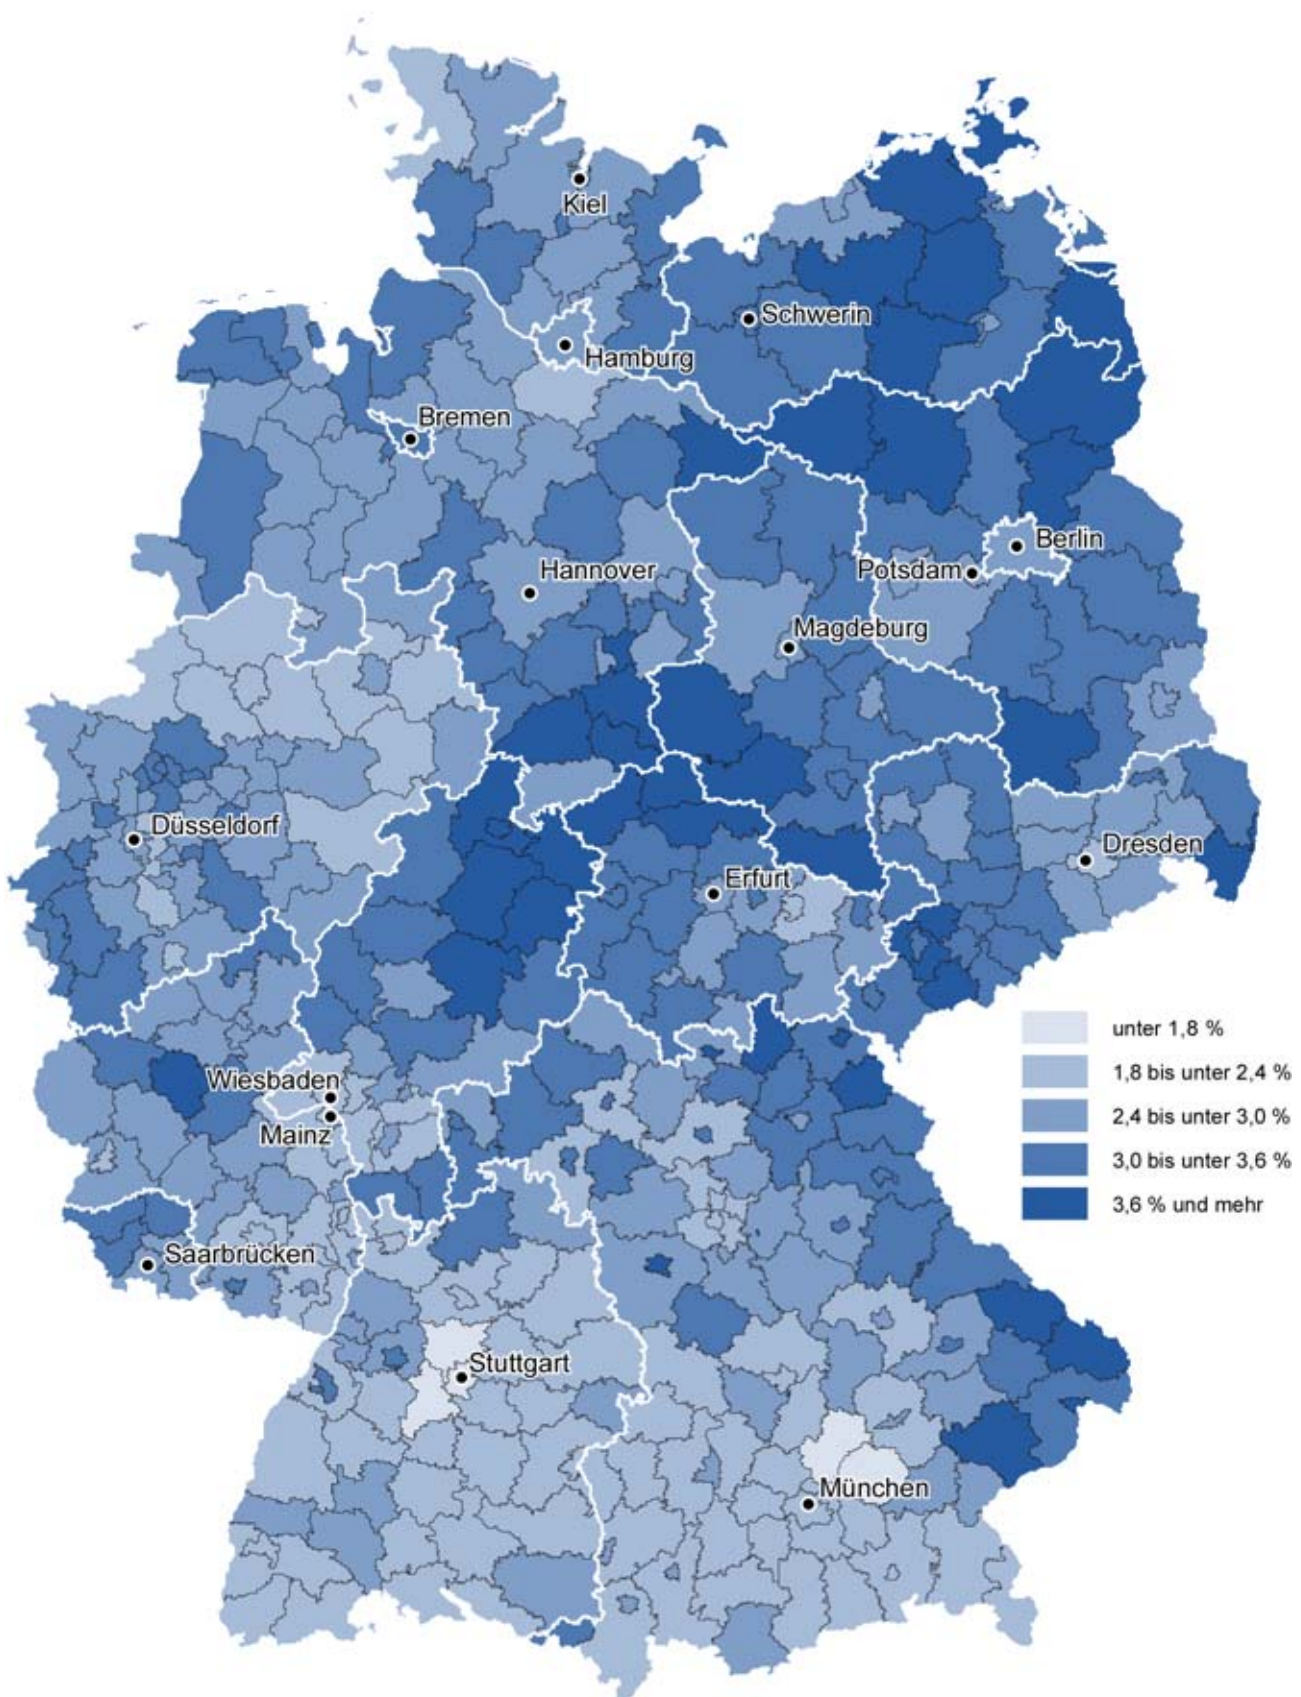 Kiel
Schwerin
Hamburg
Bremen
Berlin
Hannover
Potsdam
Magdeburg
Düsseldorf
Dresden
Erfurt
unter 1,8 %
1,8 bis unter 2,4 %
2,4 bis unter 3,0 %
3,0 bis unter 3,6 %
3,6 % und mehr
Wiesbaden
Mainz
Saarbrücken
Stuttgart
München